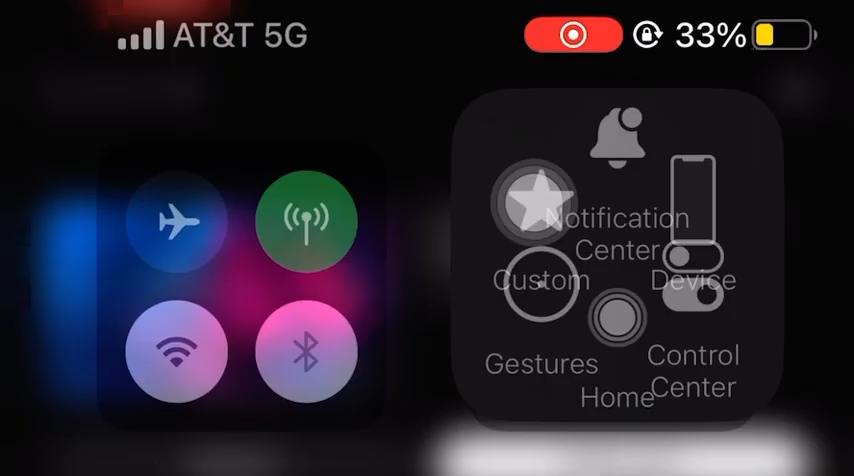 AT&T 5G
33%
Notification
Center
Custom
Device
Gestures
Control
Center
Home